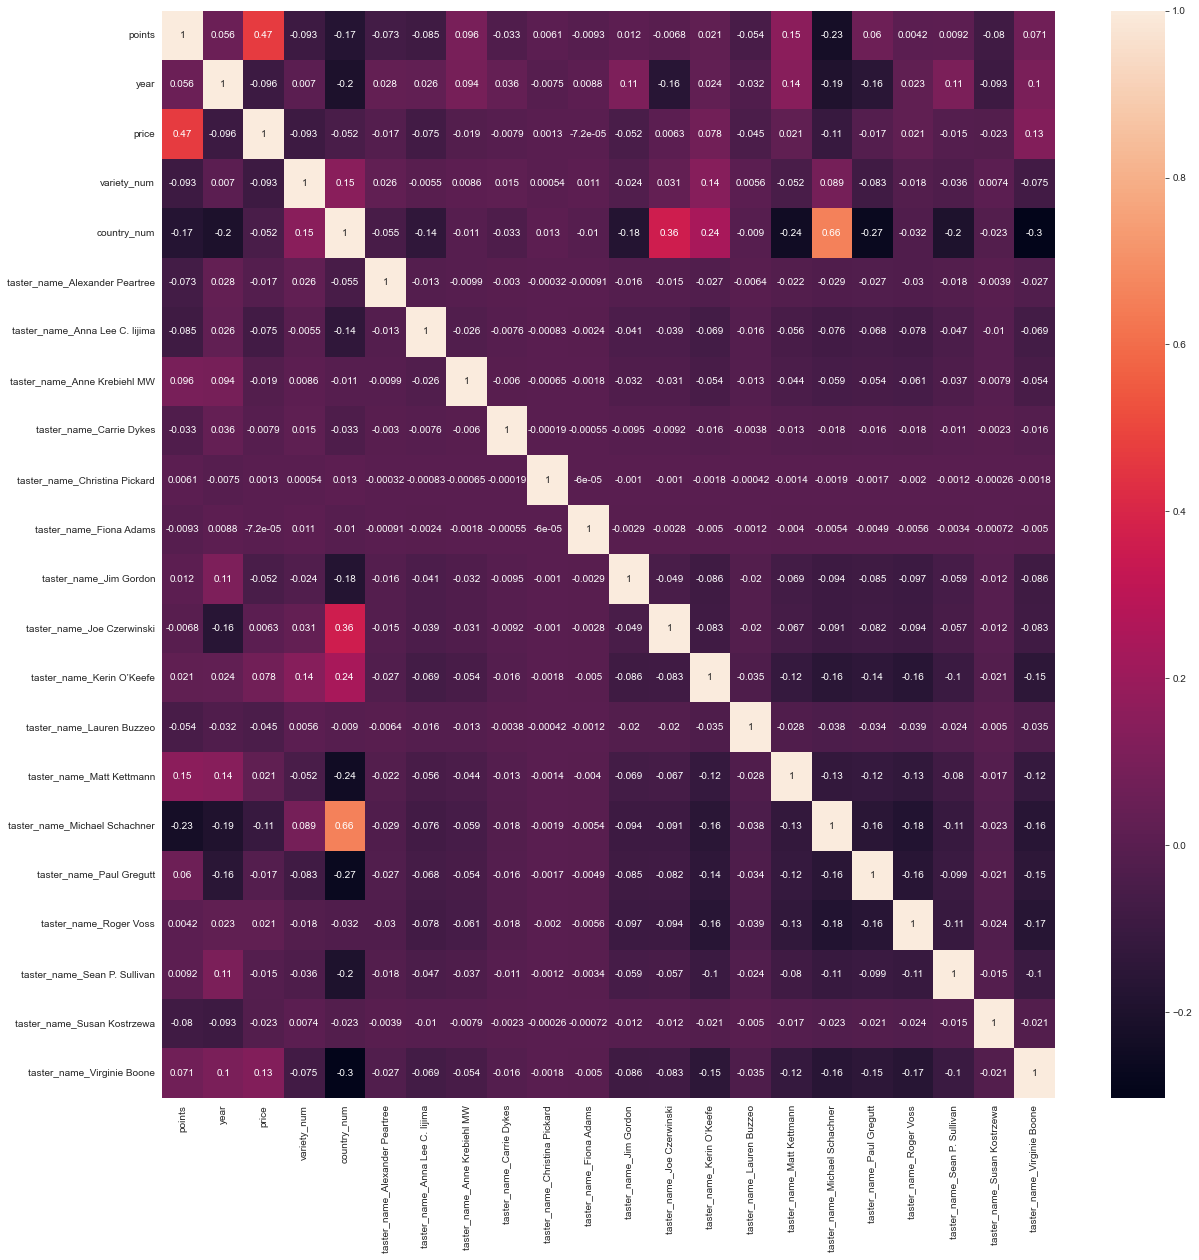 points 1 0.056 0.47 -0.093 -0.17 -0.073 -0.085 0.096 -0.033 0.0061 -0.0093 0.012 -0.0068 0.021 -0.054 0.15 -0.23 0.06 0.0042 0.0092 -0.08 0.071
year 0.056 1 -0.096 0.007 -0.2 0.028 0.026 0.094 0.036 -0.0075 0.0088 0.11 -0.16 0.024 -0.032 0.14 -0.19 -0.16 0.023 0.11 -0.093 0.1
price 0.47 -0.096 1 -0.093 -0.052 -0.017 -0.075 -0.019 -0.0079 0.0013 -7.2e-05 -0.052 0.0063 0.078 -0.045 0.021 -0.11 -0.017 0.021 -0.015 -0.023 0.13
variety_num -0.093 0.007 -0.093 1 0.15 0.026 -0.0055 0.0086 0.015 0.00054 0.011 -0.024 0.031 0.14 0.0056 -0.052 0.089 -0.083 -0.018 -0.036 0.0074 -0.075
country_num -0.17 -0.2 -0.052 0.15 1 -0.055 -0.14 -0.011 -0.033 0.013 -0.01 -0.18 0.36 0.24 -0.009 -0.24 0.66 -0.27 -0.032 -0.2 -0.023 -0.3
taster_name_Alexander Peartree -0.073 0.028 -0.017 0.026 -0.055 1 -0.013 -0.0099 -0.003 -0.00032 -0.00091 -0.016 -0.015 -0.027 -0.0064 -0.022 -0.029 -0.027 -0.03 -0.018 -0.0039 -0.027
taster_name_Anna Lee C. Iijima -0.085 0.026 -0.075 -0.0055 -0.14 -0.013 1 -0.026 -0.0076 -0.00083 -0.0024 -0.041 -0.039 -0.069 -0.016 -0.056 -0.076 -0.068 -0.078 -0.047 -0.01 -0.069
taster_name_Anne Krebiehl MW 0.096 0.094 -0.019 0.0086 -0.011 -0.0099 -0.026 1 -0.006 -0.00065 -0.0018 -0.032 -0.031 -0.054 -0.013 -0.044 -0.059 -0.054 -0.061 -0.037 -0.0079 -0.054
taster_name_Carrie Dykes -0.033 0.036 -0.0079 0.015 -0.033 -0.003 -0.0076 -0.006 1 -0.00019 -0.00055 -0.0095 -0.0092 -0.016 -0.0038 -0.013 -0.018 -0.016 -0.018 -0.011 -0.0023 -0.016
taster_name_Christina Pickard 0.0061 -0.0075 0.0013 0.00054 0.013 -0.00032 -0.00083 -0.00065 -0.00019 1 -6e-05 -0.001 -0.001 -0.0018 -0.00042 -0.0014 -0.0019 -0.0017 -0.002 -0.0012 -0.00026 -0.0018
taster_name_Fiona Adams -0.0093 0.0088 -7.2e-05 0.011 -0.01 -0.00091 -0.0024 -0.0018 -0.00055 -6e-05 1 -0.0029 -0.0028 -0.005 -0.0012 -0.004 -0.0054 -0.0049 -0.0056 -0.0034 -0.00072 -0.005
taster_name_Jim Gordon 0.012 0.11 -0.052 -0.024 -0.18 -0.016 -0.041 -0.032 -0.0095 -0.001 -0.0029 1 -0.049 -0.086 -0.02 -0.069 -0.094 -0.085 -0.097 -0.059 -0.012 -0.086
taster_name_Joe Czerwinski -0.0068 -0.16 0.0063 0.031 0.36 -0.015 -0.039 -0.031 -0.0092 -0.001 -0.0028 -0.049 1 -0.083 -0.02 -0.067 -0.091 -0.082 -0.094 -0.057 -0.012 -0.083
taster_name_Kerin O’Keefe 0.021 0.024 0.078 0.14 0.24 -0.027 -0.069 -0.054 -0.016 -0.0018 -0.005 -0.086 -0.083 1 -0.035 -0.12 -0.16 -0.14 -0.16 -0.1 -0.021 -0.15
taster_name_Lauren Buzzeo -0.054 -0.032 -0.045 0.0056 -0.009 -0.0064 -0.016 -0.013 -0.0038 -0.00042 -0.0012 -0.02 -0.02 -0.035 1 -0.028 -0.038 -0.034 -0.039 -0.024 -0.005 -0.035
taster_name_Matt Kettmann 0.15 0.14 0.021 -0.052 -0.24 -0.022 -0.056 -0.044 -0.013 -0.0014 -0.004 -0.069 -0.067 -0.12 -0.028 1 -0.13 -0.12 -0.13 -0.08 -0.017 -0.12
taster_name_Michael Schachner -0.23 -0.19 -0.11 0.089 0.66 -0.029 -0.076 -0.059 -0.018 -0.0019 -0.0054 -0.094 -0.091 -0.16 -0.038 -0.13 1 -0.16 -0.18 -0.11 -0.023 -0.16
taster_name_Paul Gregutt 0.06 -0.16 -0.017 -0.083 -0.27 -0.027 -0.068 -0.054 -0.016 -0.0017 -0.0049 -0.085 -0.082 -0.14 -0.034 -0.12 -0.16 1 -0.16 -0.099 -0.021 -0.15
taster_name_Roger Voss 0.0042 0.023 0.021 -0.018 -0.032 -0.03 -0.078 -0.061 -0.018 -0.002 -0.0056 -0.097 -0.094 -0.16 -0.039 -0.13 -0.18 -0.16 1 -0.11 -0.024 -0.17
taster_name_Sean P. Sullivan 0.0092 0.11 -0.015 -0.036 -0.2 -0.018 -0.047 -0.037 -0.011 -0.0012 -0.0034 -0.059 -0.057 -0.1 -0.024 -0.08 -0.11 -0.099 -0.11 1 -0.015 -0.1
taster_name_Susan Kostrzewa -0.08 -0.093 -0.023 0.0074 -0.023 -0.0039 -0.01 -0.0079 -0.0023 -0.00026 -0.00072 -0.012 -0.012 -0.021 -0.005 -0.017 -0.023 -0.021 -0.024 -0.015 1 -0.021
taster_name_Virginie Boone 0.071 0.1 0.13 -0.075 -0.3 -0.027 -0.069 -0.054 -0.016 -0.0018 -0.005 -0.086 -0.083 -0.15 -0.035 -0.12 -0.16 -0.15 -0.17 -0.1 -0.021 1
points
year
price
variety_num
country_num
taster_name_Alexander Peartree
taster_name_Anna Lee C. Iijima
taster_name_Anne Krebiehl MW
taster_name_Carrie Dykes
taster_name_Christina Pickard
taster_name_Fiona Adams
taster_name_Jim Gordon
taster_name_Joe Czerwinski
taster_name_Kerin O’Keefe
taster_name_Lauren Buzzeo
taster_name_Matt Kettmann
taster_name_Michael Schachner
taster_name_Paul Gregutt
taster_name_Roger Voss
taster_name_Sean P. Sullivan
taster_name_Susan Kostrzewa
taster_name_Virginie Boone
1.0
0.8
0.6
0.4
0.2
0.0
−0.2